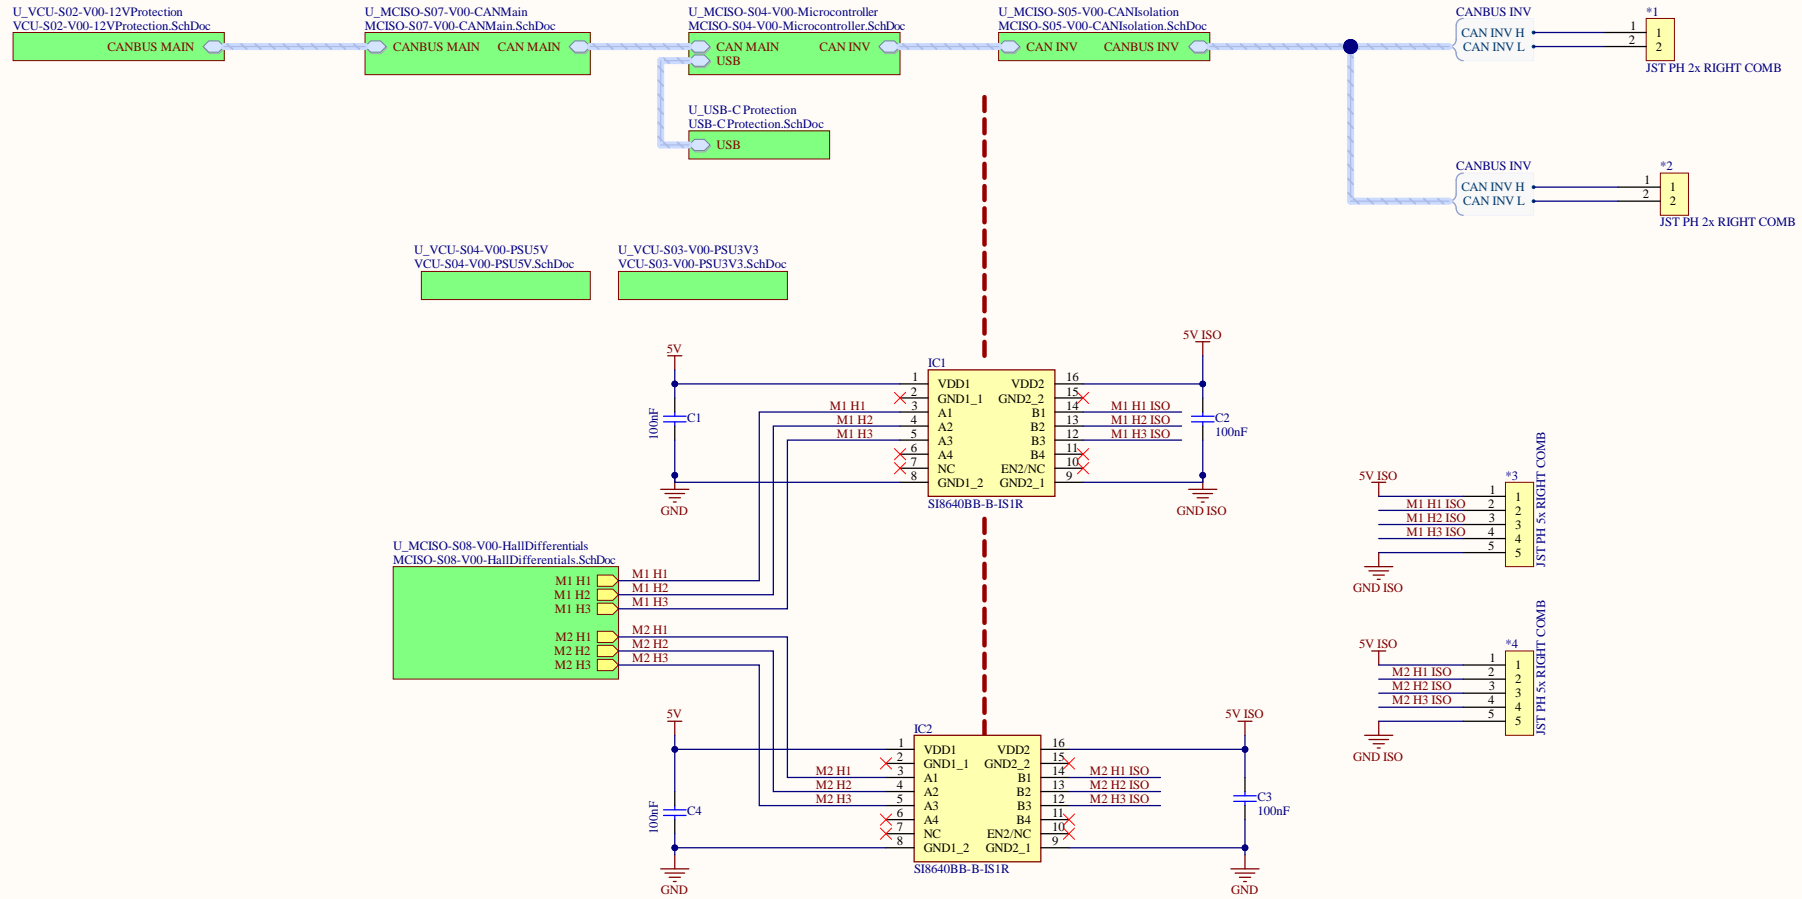 U_VCU-S02-V00-12VProtection
VCU-S02-V00-12VProtection.SchDoc
CANBUS MAIN
U_MCISO-S07-V00-CANMain
MCISO-S07-V00-CANMain.SchDoc
CANBUS MAIN CAN MAIN
U_MCISO-S04-V00-Microcontroller
MCISO-S04-V00-Microcontroller.SchDoc
CAN MAIN CAN INV
USB
U_MCISO-S05-V00-CANIsolation
MCISO-S05-V00-CANIsolation.SchDoc
CAN INV CANBUS INV
CANBUS INV
CAN INV H
CAN INV L
*1
1 1
2 2
JST PH 2x RIGHT COMB
U_USB-C Protection
USB-C Protection.SchDoc
USB
CANBUS INV
CAN INV H
CAN INV L
*2
1 1
2 2
JST PH 2x RIGHT COMB
U_VCU-S04-V00-PSU5V
VCU-S04-V00-PSU5V.SchDoc
U_VCU-S03-V00-PSU3V3
VCU-S03-V00-PSU3V3.SchDoc
5V
C1
100nF
GND
IC1
1 VDD1 VDD2 16
2 GND1_1 GND2_2 15
M1 H1 3 A1 B1 14 M1 H1 ISO
M1 H2 4 A2 B2 13 M1 H2 ISO
M1 H3 5 A3 B3 12 M1 H3 ISO
6 A4 B4 11
7 NC EN2/NC 10
8 GND1_2 GND2_1 9
SI8640BB-B-IS1R
5V ISO
C2
100nF
GND ISO
*3
5V ISO
1 1
M1 H1 ISO 2 2
M1 H2 ISO 3 3
M1 H3 ISO 4 4
5 5
GND ISO
JST PH 5x RIGHT COMB
U_MCISO-S08-V00-HallDifferentials
MCISO-S08-V00-HallDifferentials.SchDoc
M1 H1 M1 H1
M1 H2 M1 H2
M1 H3 M1 H3
M2 H1 M2 H1
M2 H2 M2 H2
M2 H3 M2 H3
*4
5V ISO
1 1
M2 H1 ISO 2 2
M2 H2 ISO 3 3
M2 H3 ISO 4 4
5 5
GND ISO
JST PH 5x RIGHT COMB
5V
C4
100nF
GND
IC2
1 VDD1 VDD2 16
2 GND1_1 GND2_2 15
M2 H1 3 A1 B1 14 M2 H1 ISO
M2 H2 4 A2 B2 13 M2 H2 ISO
M2 H3 5 A3 B3 12 M2 H3 ISO
6 A4 B4 11
7 NC EN2/NC 10
8 GND1_2 GND2_1 9
SI8640BB-B-IS1R
5V ISO
C3
100nF
GND